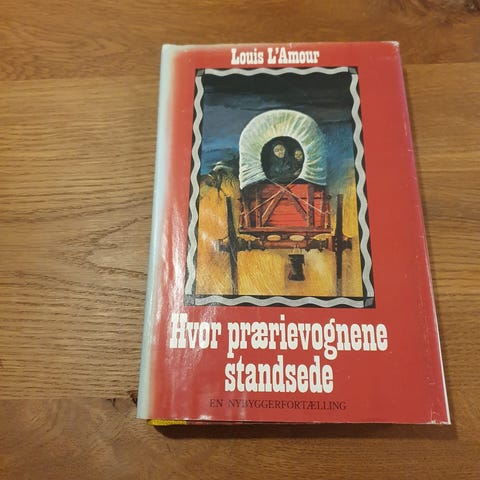 Louis L'Amour
Hvor prærievognene
standsede
EN NYBYGGERFORTÆLLING